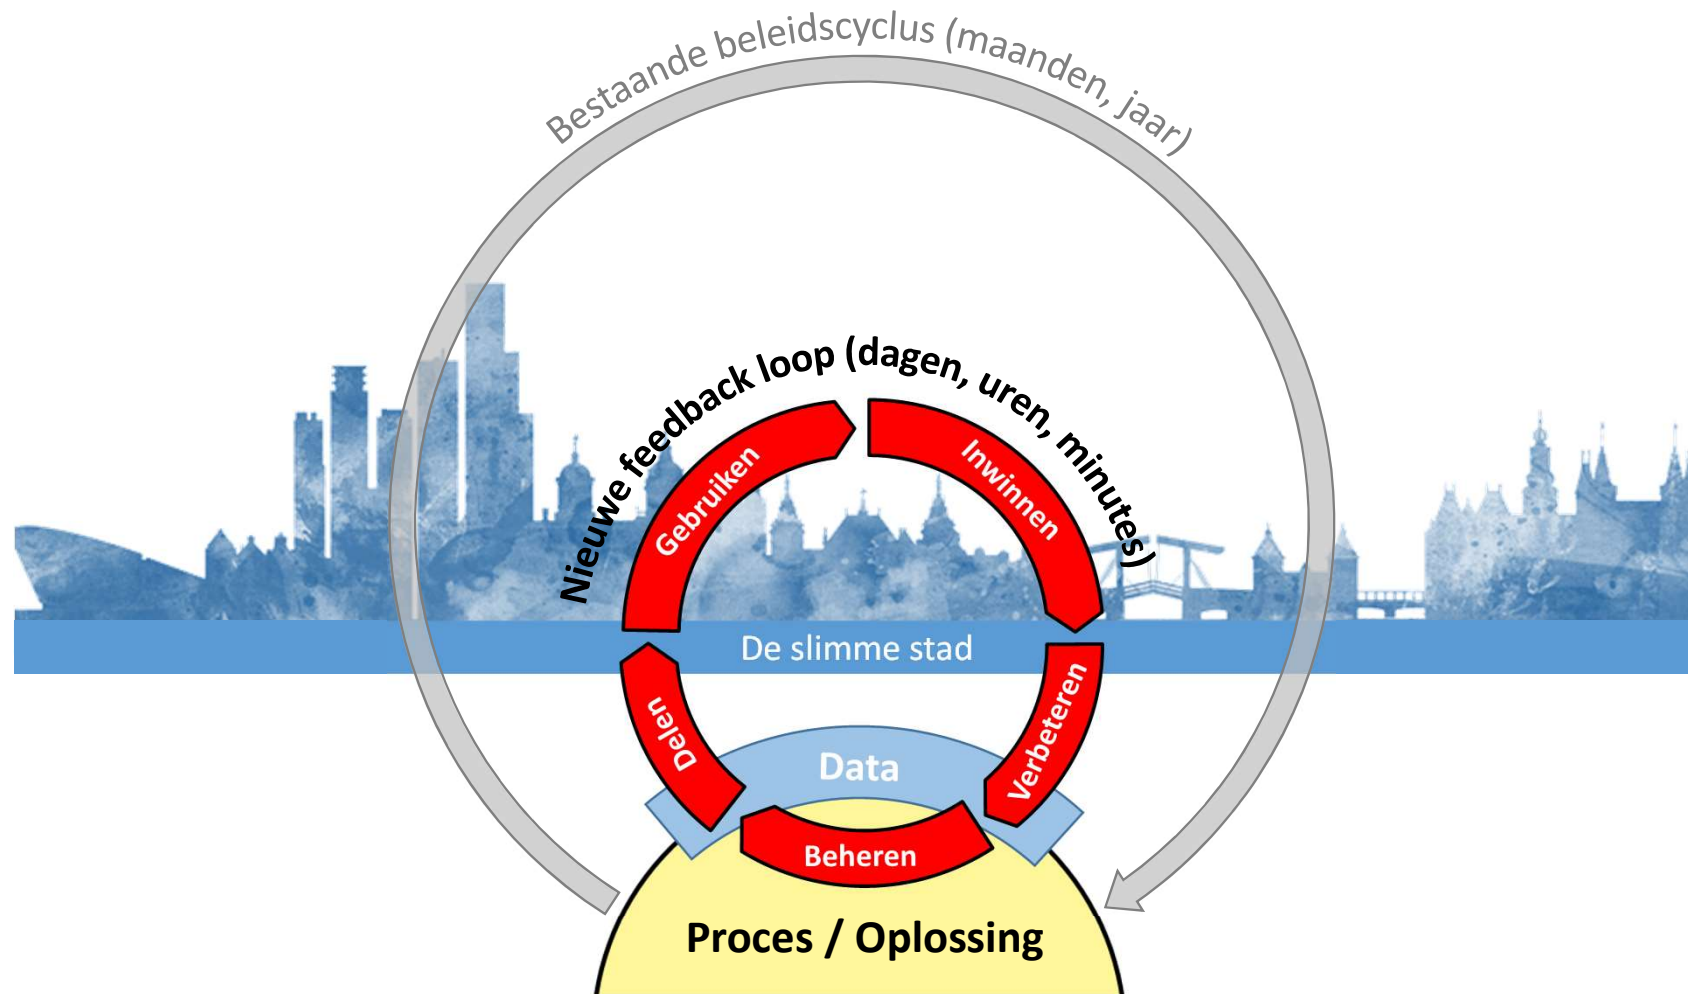 Bestaande beleidscyclus (maanden, jaar)
Nieuwe feedback loop (dagen, uren, minutes)
Gebruiken
Inwinnen
De slimme stad
Delen
Verbeteren
Data
Beheren
Proces / Oplossing